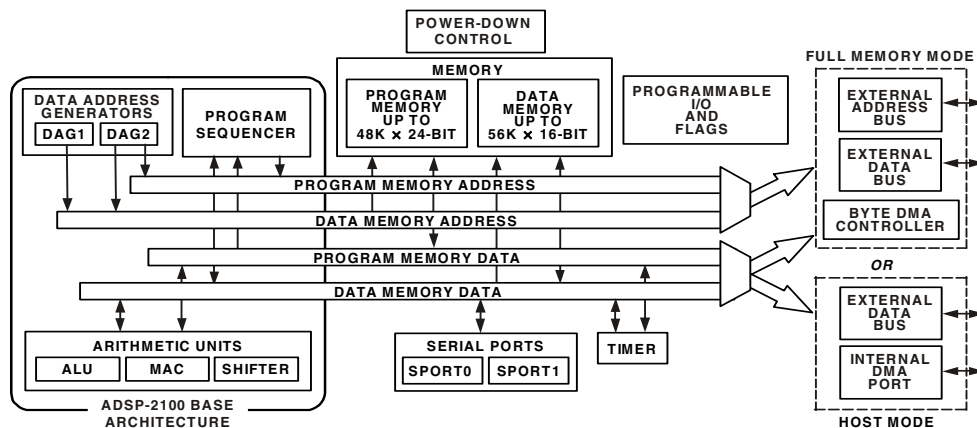 POWER-DOWN
CONTROL
FULL MEMORY MODE
MEMORY
PROGRAM
MEMORY
UP TO
48K × 24-BIT
DATA
MEMORY
UP TO
56K × 16-BIT
PROGRAMMABLE
I/O
AND
FLAGS
EXTERNAL
ADDRESS
BUS
EXTERNAL
DATA
BUS
BYTE DMA
CONTROLLER
DATA ADDRESS
GENERATORS
DAG1
DAG2
PROGRAM
SEQUENCER
PROGRAM MEMORY ADDRESS
DATA MEMORY ADDRESS
PROGRAM MEMORY DATA
DATA MEMORY DATA
OR
EXTERNAL
DATA
BUS
INTERNAL
DMA
PORT
HOST MODE
ARITHMETIC UNITS
ALU
MAC
SHIFTER
SERIAL PORTS
SPORT0
SPORT1
TIMER
ADSP-2100 BASE
ARCHITECTURE